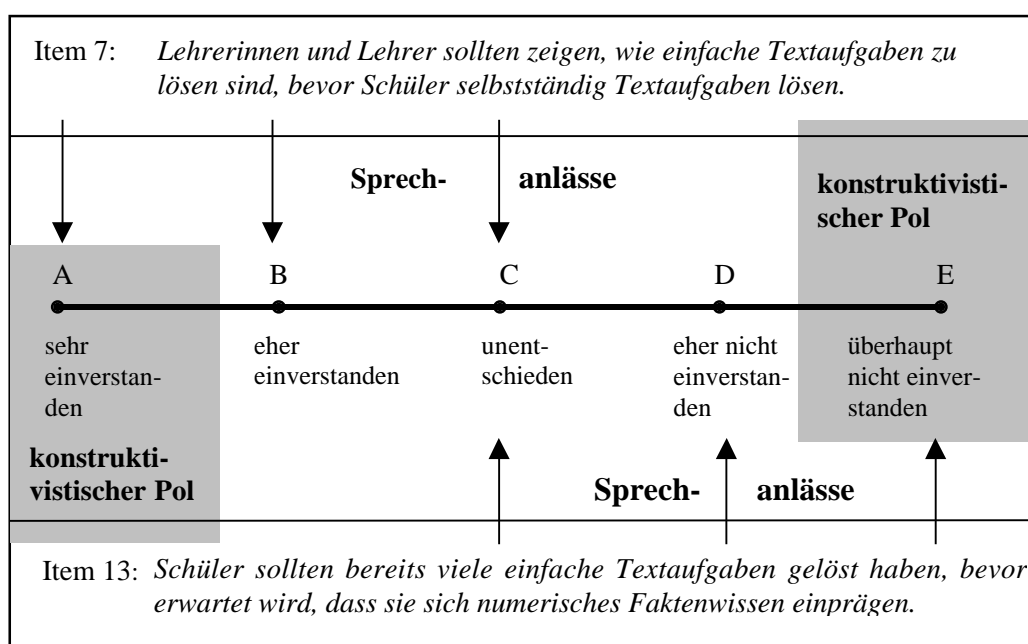 Item 7: Lehrerinnen und Lehrer sollten zeigen, wie einfache Textaufgaben zu
lösen sind, bevor Schüler selbstständig Textaufgaben lösen.
Sprech- anlässe
konstruktivisti-
scher Pol
A B C D E
sehr
einverstan-
den
eher
einverstanden
unent-
schieden
eher nicht
einverstan-
den
überhaupt
nicht einver-
standen
konstrukti-
vistischer Pol
Sprech- anlässe
Item 13: Schüler sollten bereits viele einfache Textaufgaben gelöst haben, bevor
erwartet wird, dass sie sich numerisches Faktenwissen einprägen.